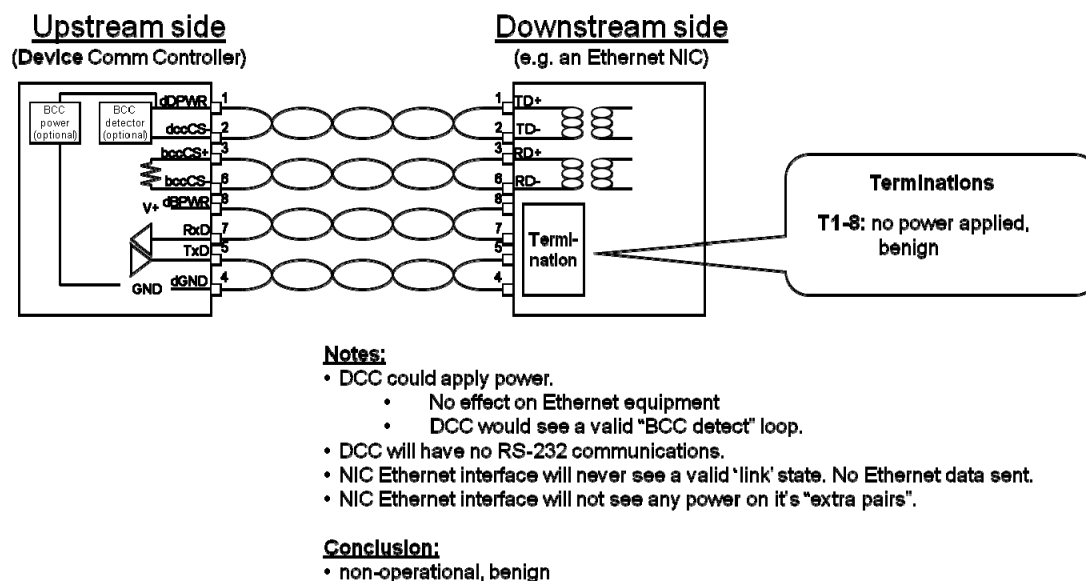 Upstream side
(Device Comm Controller)
Downstream side
(e.g. an Ethernet NIC)
BCC
power
(optional)
BCC
detector
(optional)
dDPWR 1
dccCS- 2
bccCS+ 3
bccCS- 6
V+ dBPWR 8
RxD 7
TxD 5
GND dGND 4
1 TD+
2 TD-
3 RD+
6 RD-
8
7
5
4
Termi-
nation
Terminations
T1-8: no power applied,
benign
Notes:
• DCC could apply power.
• No effect on Ethernet equipment
• DCC would see a valid "BCC detect" loop.
• DCC will have no RS-232 communications.
• NIC Ethernet interface will never see a valid 'link' state. No Ethernet data sent.
• NIC Ethernet interface will not see any power on it's "extra pairs".
Conclusion:
• non-operational, benign